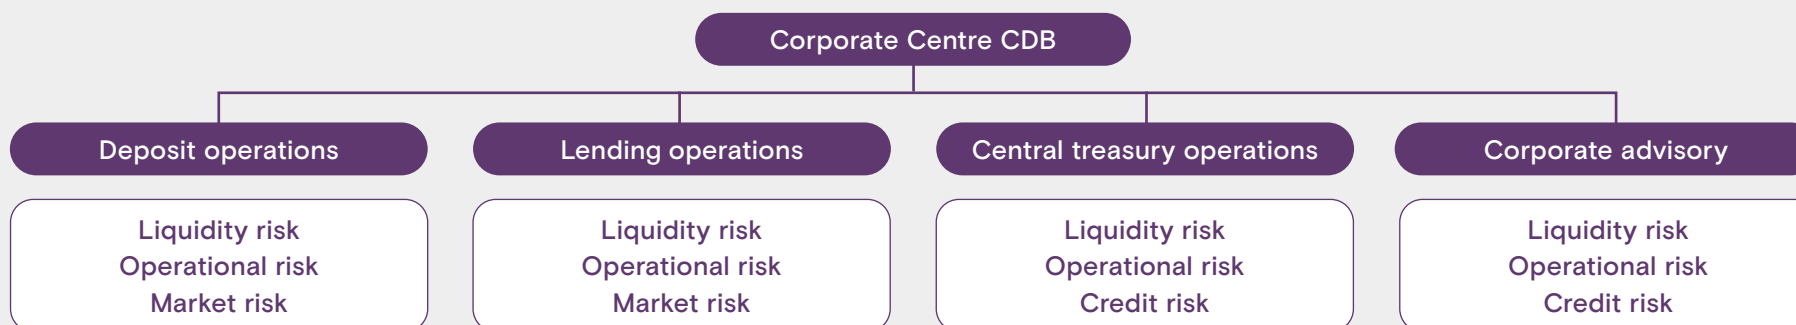 Corporate Centre CDB
Deposit operations
Lending operations
Central treasury operations
Corporate advisory
Liquidity risk
Operational risk
Market risk
Liquidity risk
Operational risk
Market risk
Liquidity risk
Operational risk
Credit risk
Liquidity risk
Operational risk
Credit risk